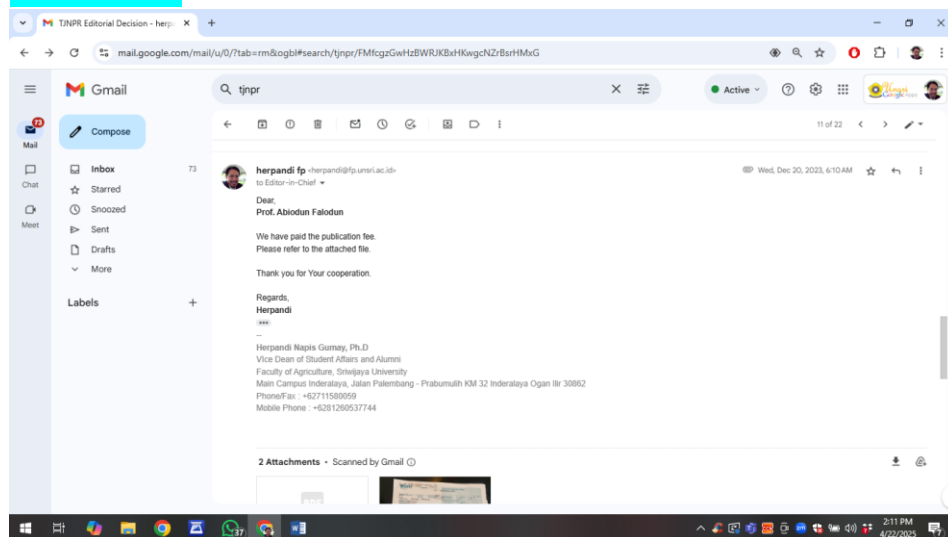 TJNPR Editorial Decision - herp
mail.google.com/mail/u/0/?tab=rm&ogbl#search/tjnpr/FMfcgzGwHzBWRJKBxHKwgcNZrBsrHMxG
Gmail
tjnpr
Active
73
Mail
Compose
11 of 22
Chat
Meet
Inbox 73
Starred
Snoozed
Sent
Drafts
More
Labels
herpandi fp <herpandi@fp.unsri.ac.id>
Wed, Dec 20, 2023, 6:10 AM
to Editor-in-Chief
Dear,
Prof. Abiodun Falodun
We have paid the publication fee.
Please refer to the attached file.
Thank you for Your cooperation.
Regards,
Herpandi
--
Herpandi Napis Gumay, Ph.D
Vice Dean of Student Affairs and Alumni
Faculty of Agriculture, Sriwijaya University
Main Campus Inderalaya, Jalan Palembang - Prabumulih KM 32 Inderalaya Ogan Ilir 30862
Phone/Fax : +62711580059
Mobile Phone : +6281260537744
2 Attachments • Scanned by Gmail
PDF
37
2:11 PM
4/22/2025